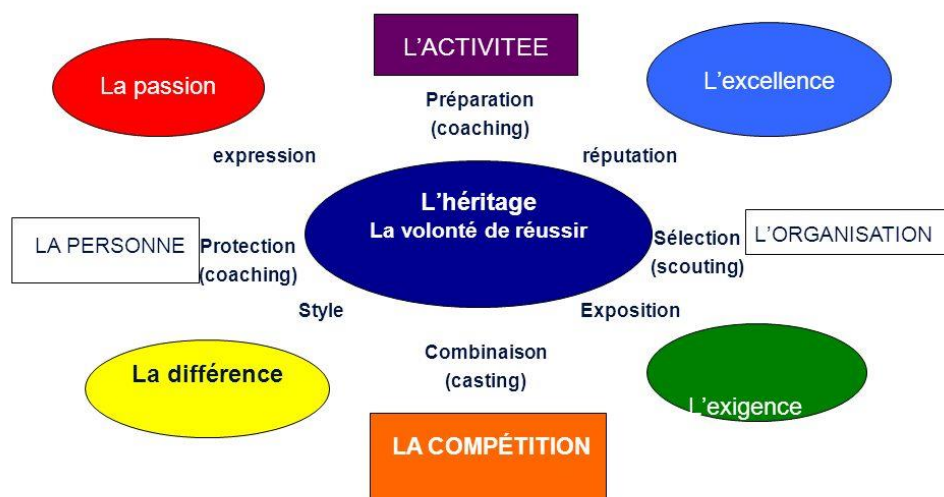 L'ACTIVITEE
La passion
L'excellence
Préparation
(coaching)
expression
réputation
L'héritage
La volonté de réussir
LA PERSONNE
Protection
(coaching)
Sélection
(scouting)
L'ORGANISATION
Style
Exposition
Combinaison
(casting)
La différence
L'exigence
LA COMPÉTITION